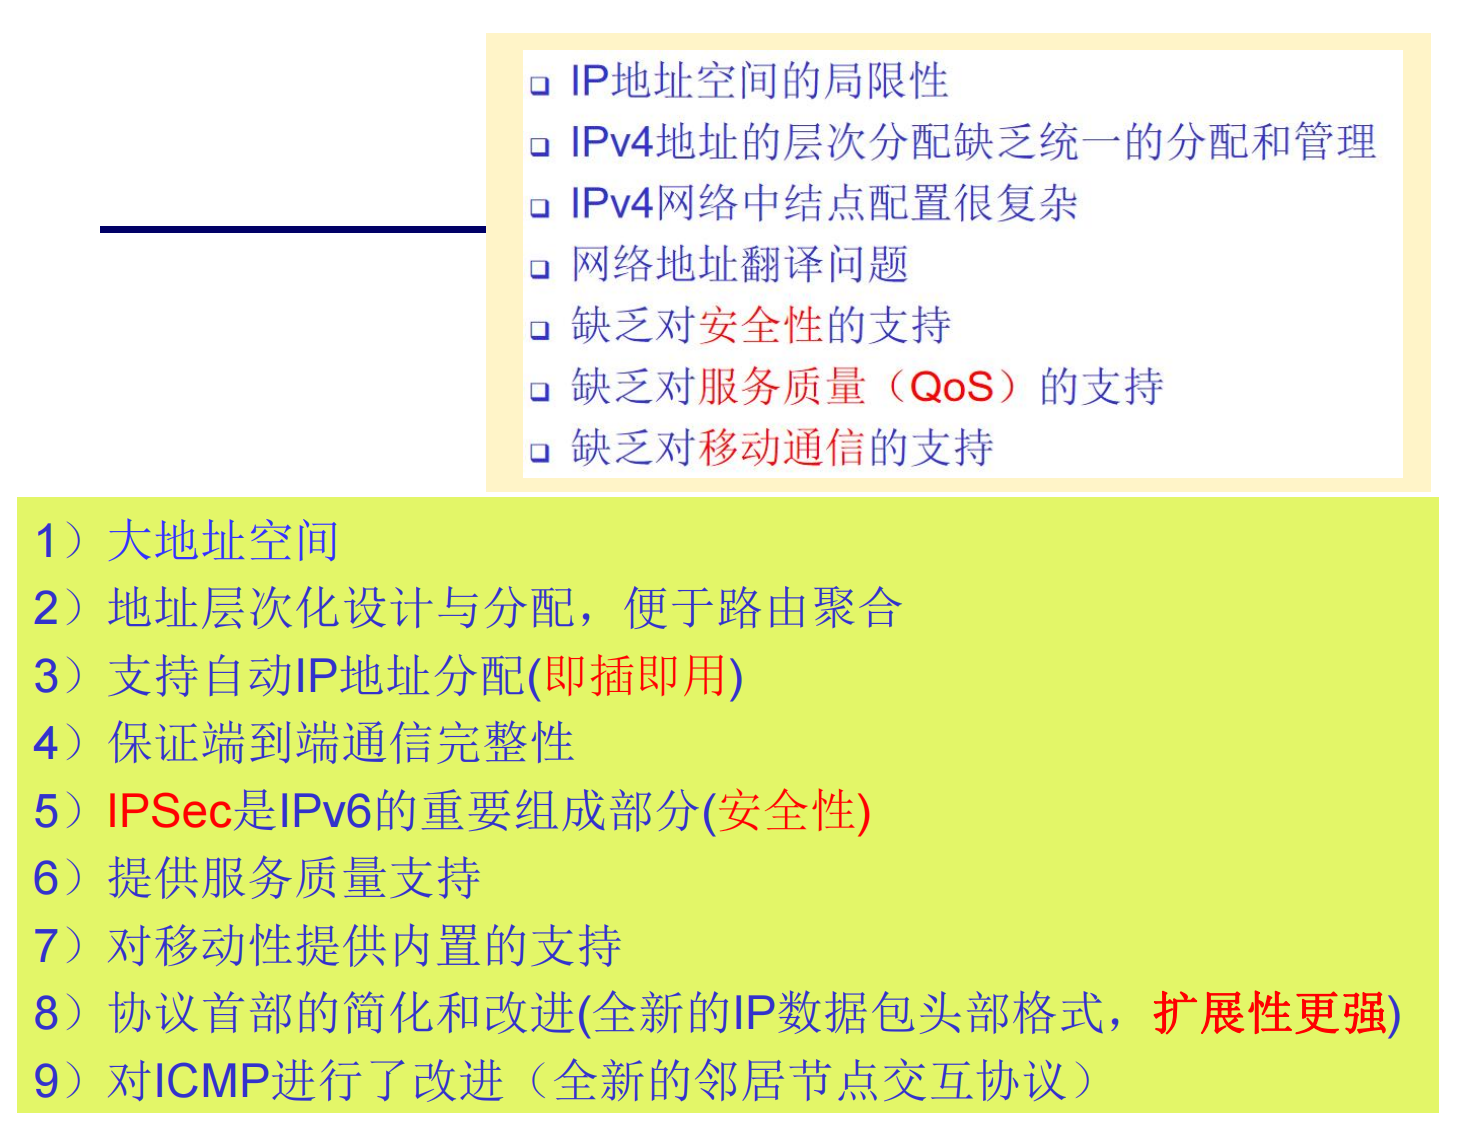 ❑ IP地址空间的局限性
❑ IPv4地址的层次分配缺乏统一的分配和管理
❑ IPv4网络中结点配置很复杂
❑ 网络地址翻译问题
❑ 缺乏对安全性的支持
❑ 缺乏对服务质量（QoS）的支持
❑ 缺乏对移动通信的支持
1）大地址空间
2）地址层次化设计与分配，便于路由聚合
3）支持自动IP地址分配(即插即用)
4）保证端到端通信完整性
5）IPSec是IPv6的重要组成部分(安全性)
6）提供服务质量支持
7）对移动性提供内置的支持
8）协议首部的简化和改进(全新的IP数据包头部格式，扩展性更强)
9）对ICMP进行了改进（全新的邻居节点交互协议）